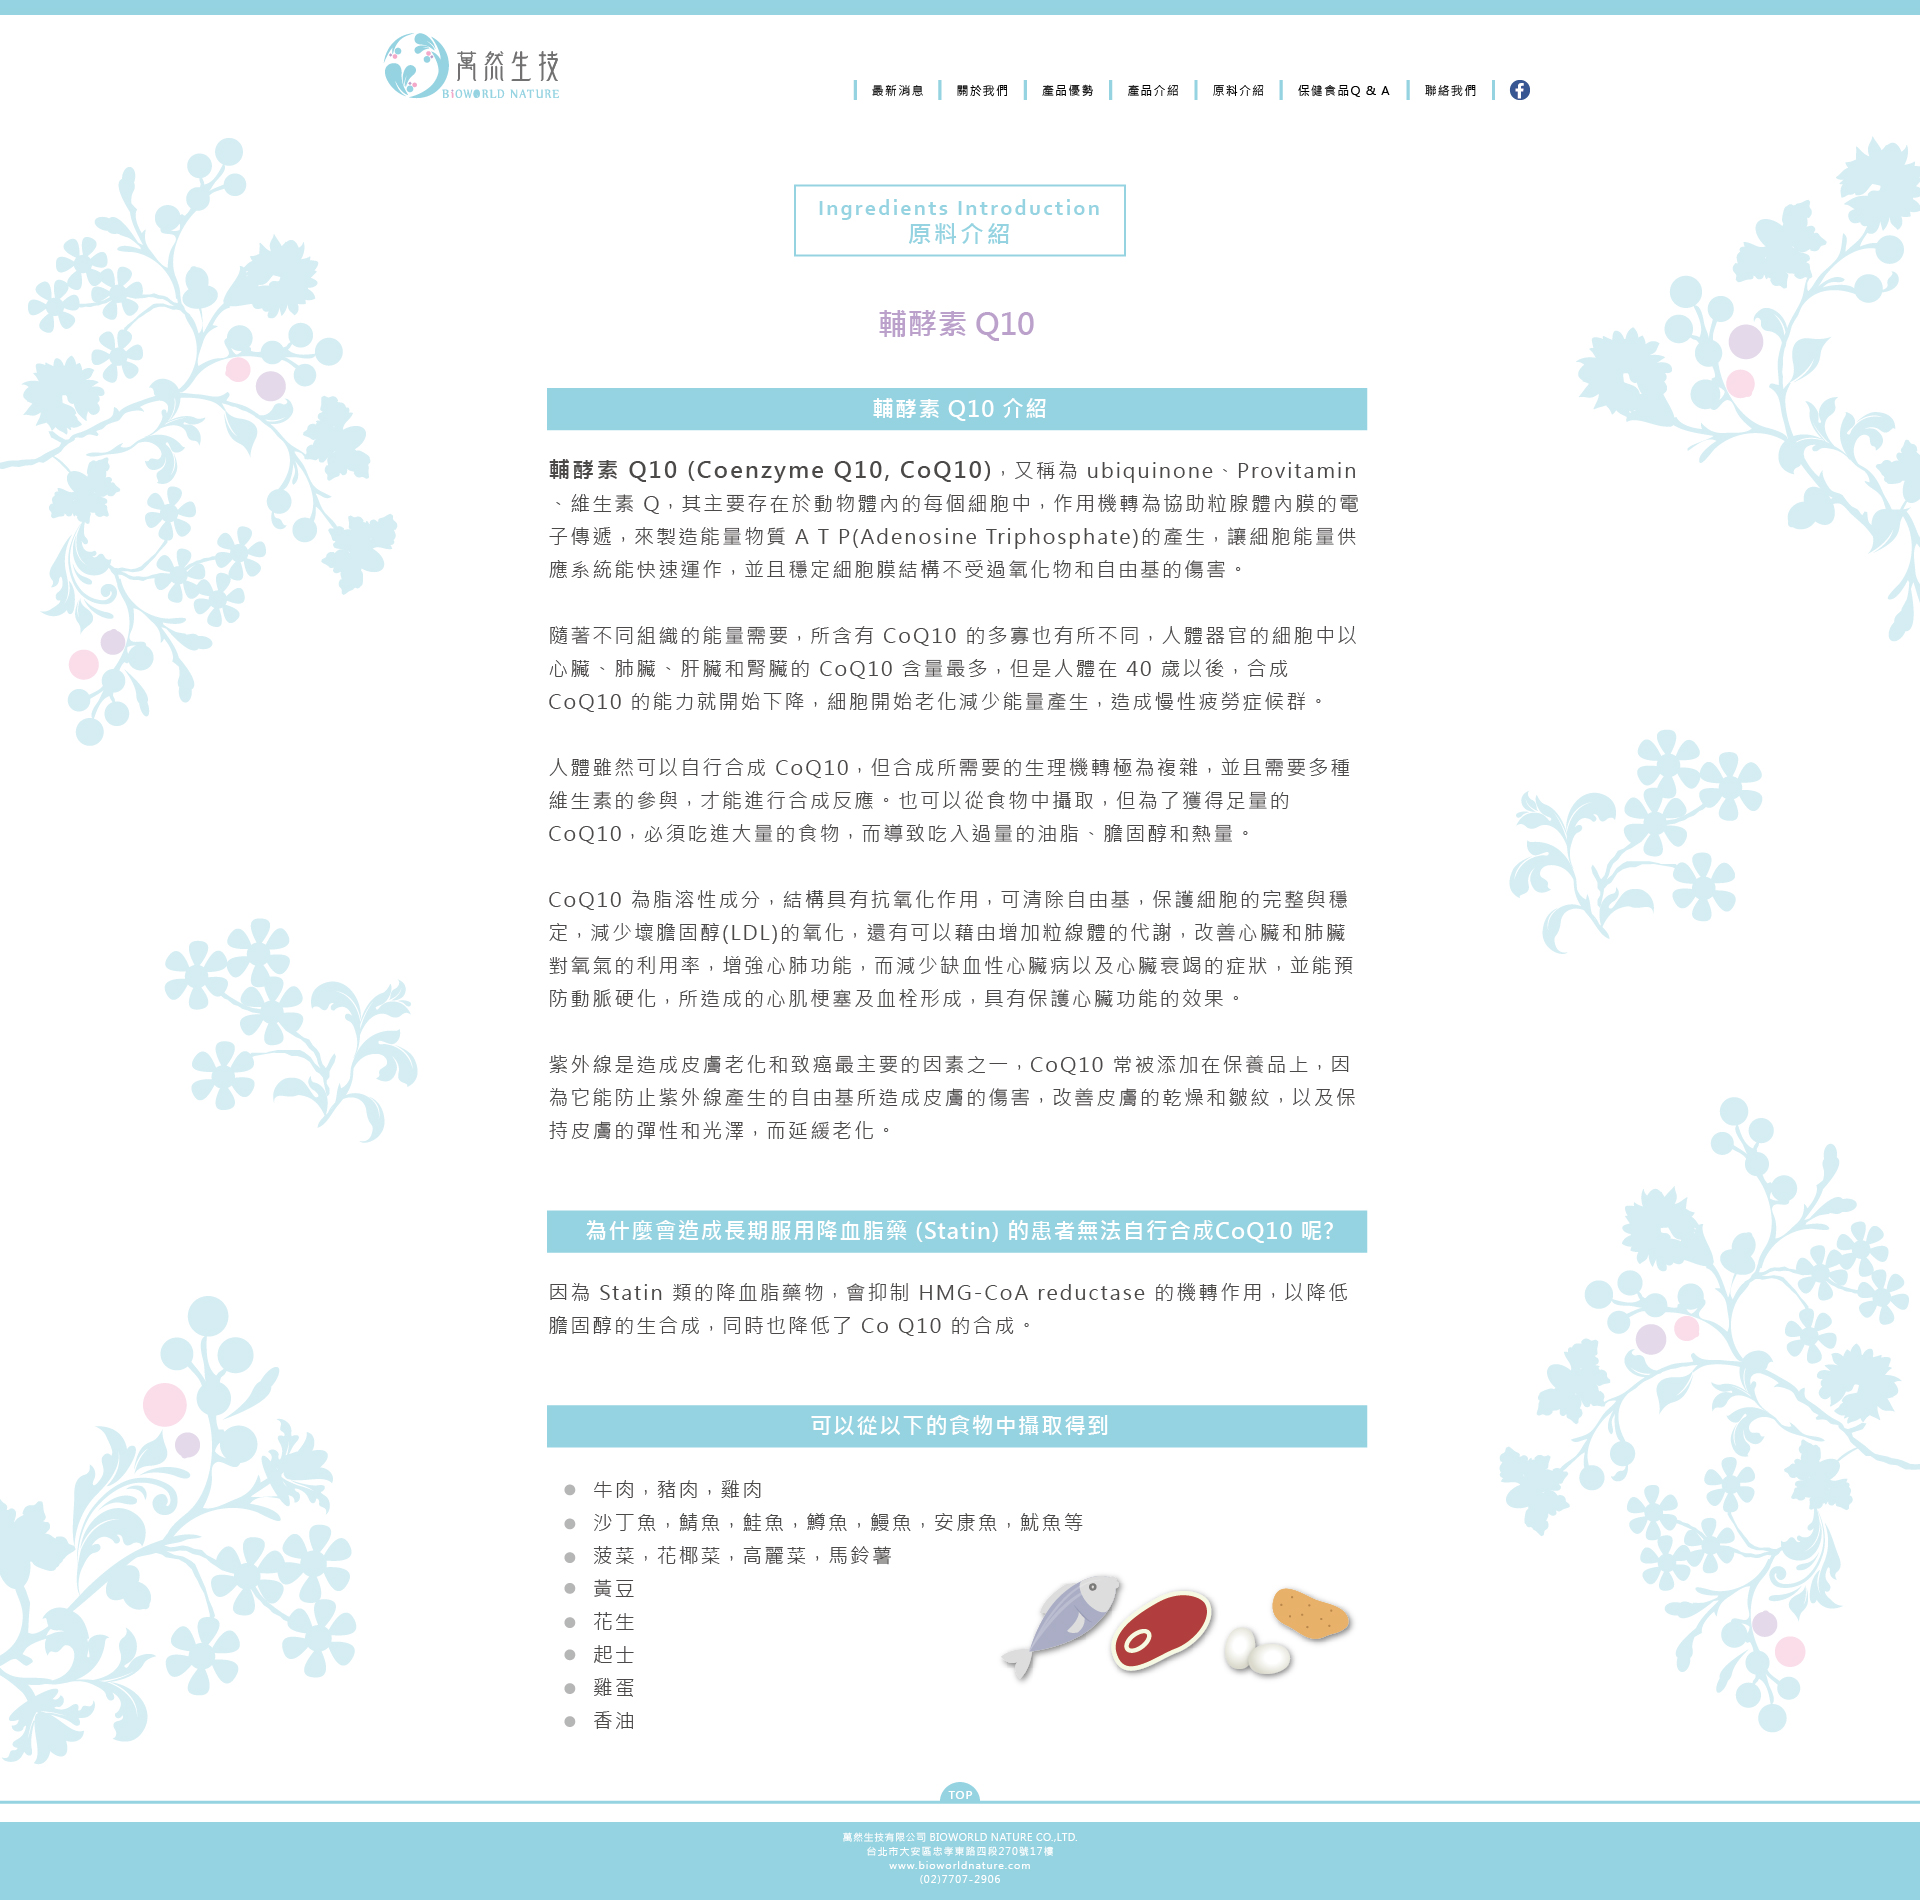 萬然生技
BIOWORLD NATURE
最新消息
關於我們
產品優勢
產品介紹
原料介紹
保健食品Q & A
聯絡我們
Ingredients Introduction
原料介紹
輔酵素 Q10
輔酵素 Q10 介紹
輔酵素 Q10 (Coenzyme Q10, CoQ10)，又稱為 ubiquinone、Provitamin
、維生素 Q，其主要存在於動物體內的每個細胞中，作用機轉為協助粒腺體內膜的電
子傳遞，來製造能量物質 A T P(Adenosine Triphosphate)的產生，讓細胞能量供
應系統能快速運作，並且穩定細胞膜結構不受過氧化物和自由基的傷害。
隨著不同組織的能量需要，所含有 CoQ10 的多寡也有所不同，人體器官的細胞中以
心臟、肺臟、肝臟和腎臟的 CoQ10 含量最多，但是人體在 40 歲以後，合成
CoQ10 的能力就開始下降，細胞開始老化減少能量產生，造成慢性疲勞症候群。
人體雖然可以自行合成 CoQ10，但合成所需要的生理機轉極為複雜，並且需要多種
維生素的參與，才能進行合成反應。也可以從食物中攝取，但為了獲得足量的
CoQ10，必須吃進大量的食物，而導致吃入過量的油脂、膽固醇和熱量。
CoQ10 為脂溶性成分，結構具有抗氧化作用，可清除自由基，保護細胞的完整與穩
定，減少壞膽固醇(LDL)的氧化，還有可以藉由增加粒線體的代謝，改善心臟和肺臟
對氧氣的利用率，增強心肺功能，而減少缺血性心臟病以及心臟衰竭的症狀，並能預
防動脈硬化，所造成的心肌梗塞及血栓形成，具有保護心臟功能的效果。
紫外線是造成皮膚老化和致癌最主要的因素之一，CoQ10 常被添加在保養品上，因
為它能防止紫外線產生的自由基所造成皮膚的傷害，改善皮膚的乾燥和皺紋，以及保
持皮膚的彈性和光澤，而延緩老化。
為什麼會造成長期服用降血脂藥 (Statin) 的患者無法自行合成CoQ10 呢?
因為 Statin 類的降血脂藥物，會抑制 HMG-CoA reductase 的機轉作用，以降低
膽固醇的生合成，同時也降低了 Co Q10 的合成。
可以從以下的食物中攝取得到
牛肉，豬肉，雞肉
沙丁魚，鯖魚，鮭魚，鱒魚，鰻魚，安康魚，魷魚等
菠菜，花椰菜，高麗菜，馬鈴薯
黃豆
花生
起士
雞蛋
香油
TOP
萬然生技有限公司 BIOWORLD NATURE CO.,LTD.
台北市大安區忠孝東路四段270號17樓
www.bioworldnature.com
(02)7707-2906